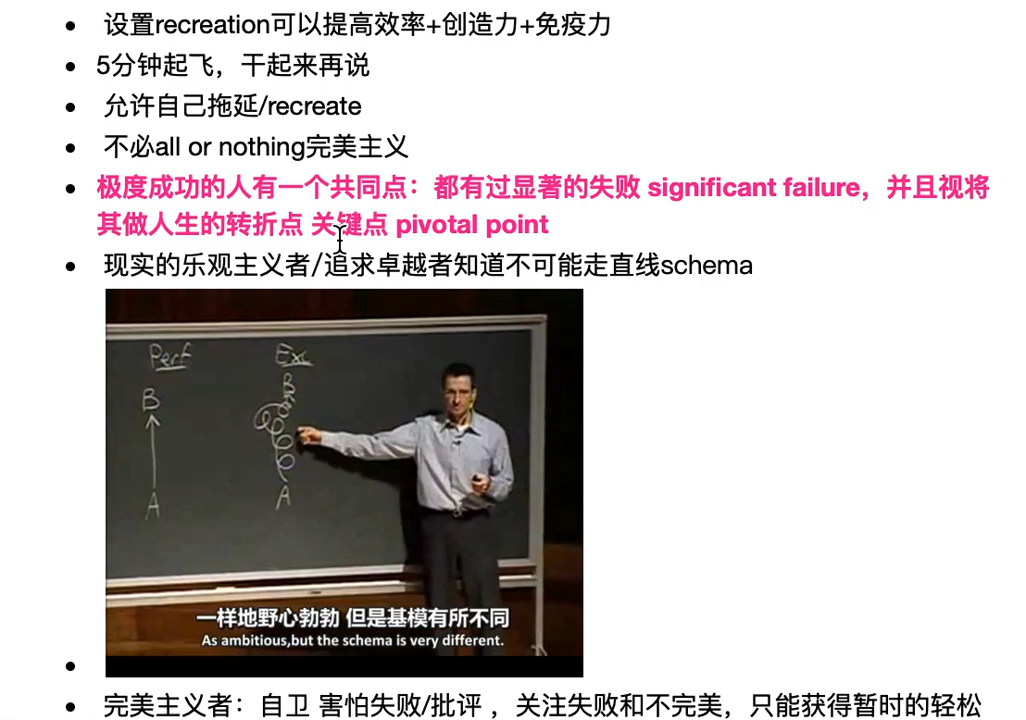 设置recreation可以提高效率+创造力+免疫力
5分钟起飞，干起来再说
允许自己拖延/recreate
不必all or nothing完美主义
极度成功的人有一个共同点：都有过显著的失败 significant failure，并且视将
其做人生的转折点 关键点 pivotal point
现实的乐观主义者/追求卓越者知道不可能走直线schema
Perf Ex
B B
A A
一样地野心勃勃 但是基模有所不同
As ambitious,but the schema is very different.
完美主义者：自卫 害怕失败/批评 ，关注失败和不完美，只能获得暂时的轻松